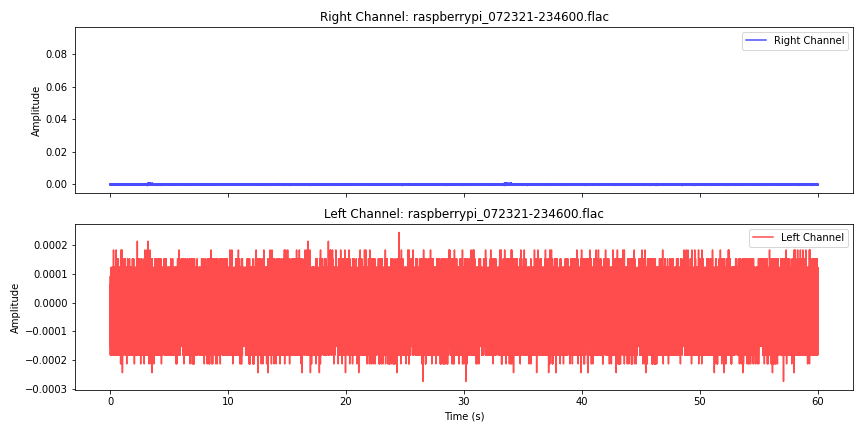 Right Channel: raspberrypi_072321-234600.flac
Right Channel
0.08
0.06
0.04
0.02
0.00
Amplitude
Left Channel: raspberrypi_072321-234600.flac
Left Channel
0.0002
0.0001
0.0000
−0.0001
−0.0002
−0.0003
Amplitude
0 10 20 30 40 50 60
Time (s)